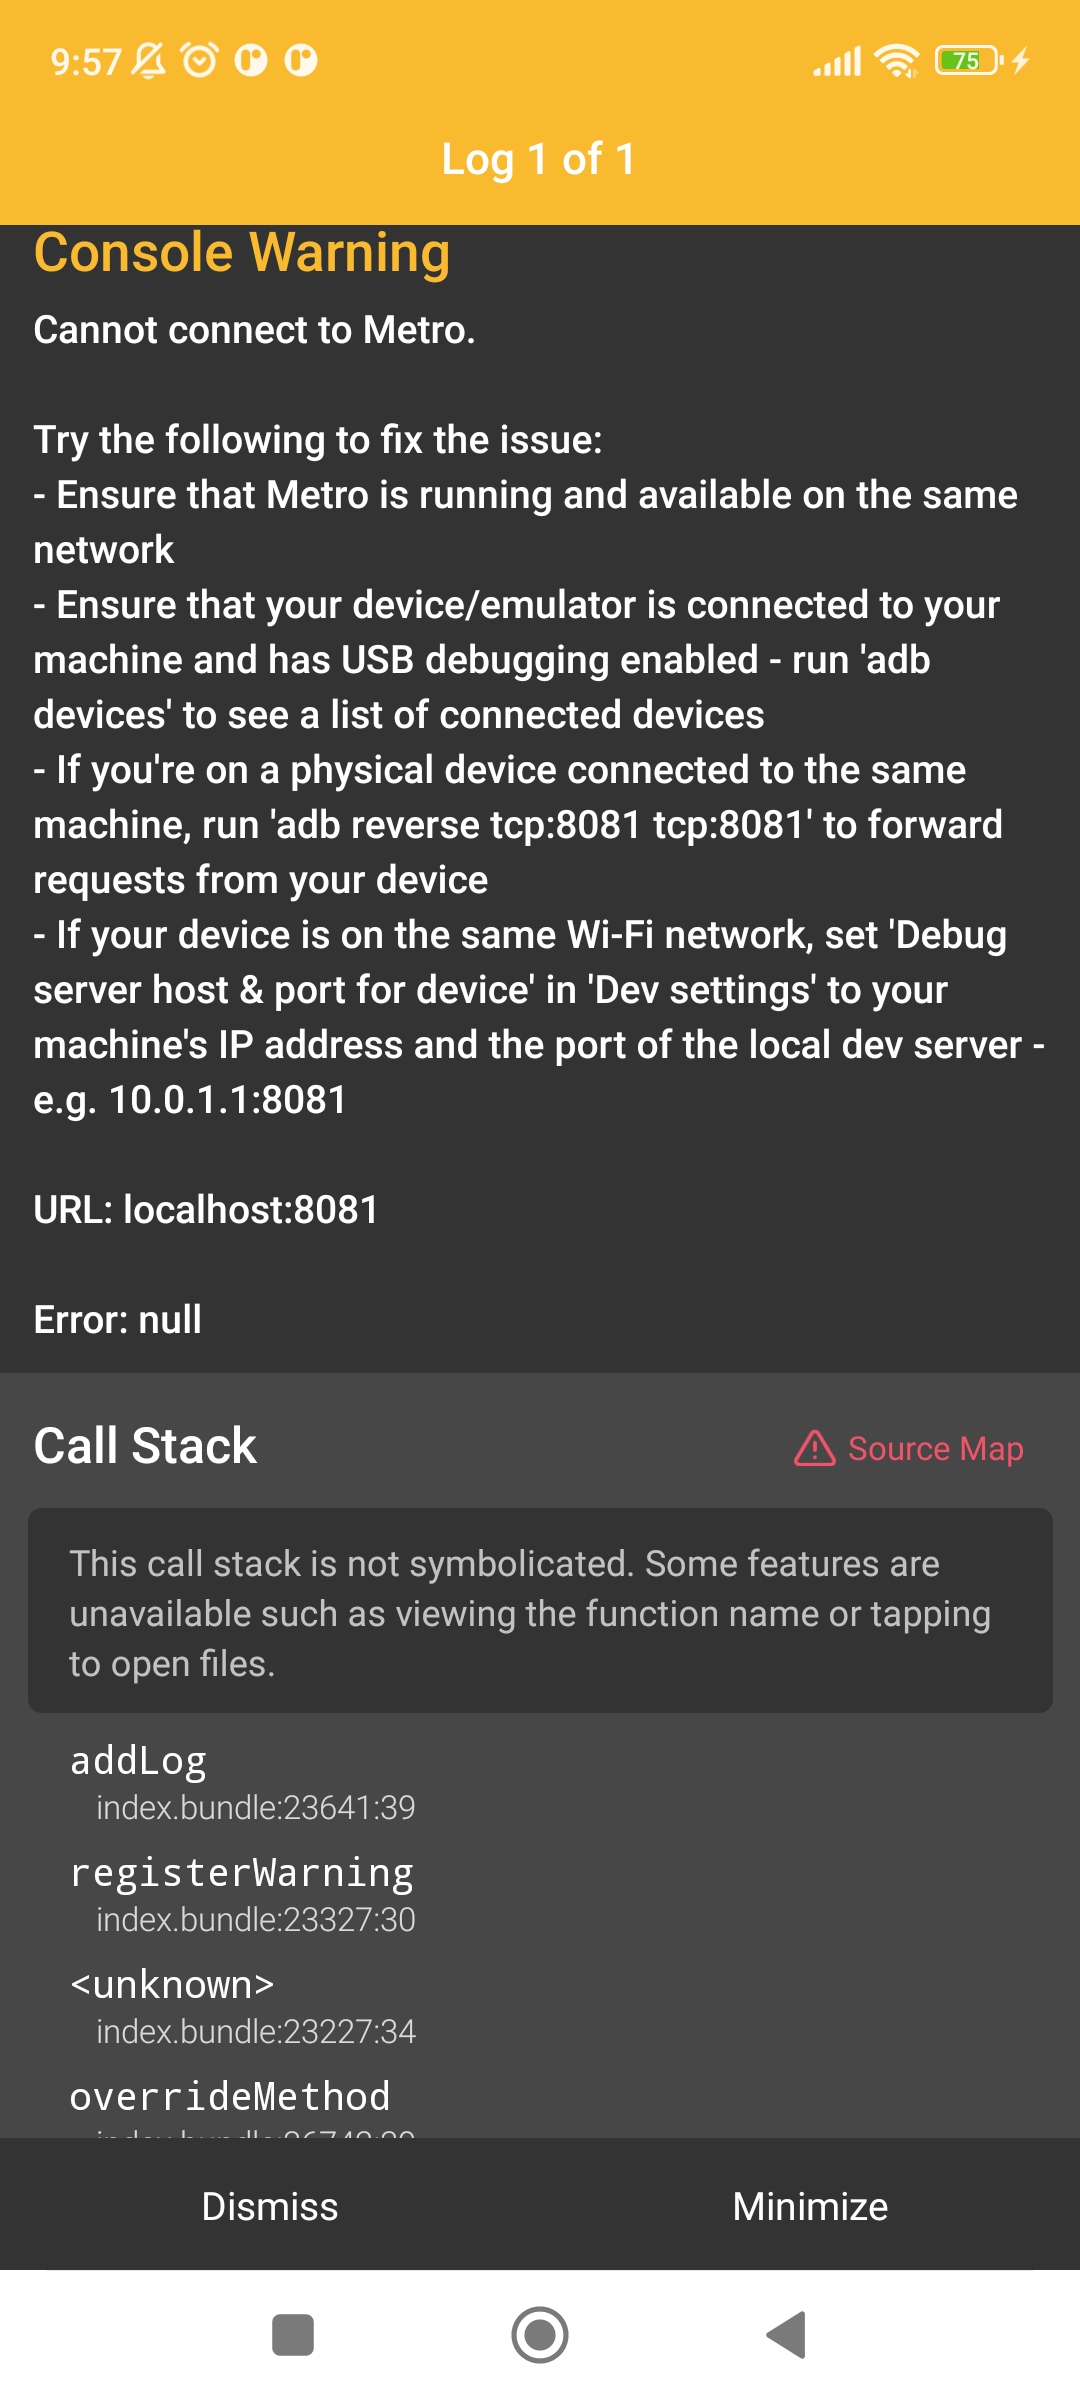 9:57
75
Log 1 of 1
Console Warning
Cannot connect to Metro.
Try the following to fix the issue:
- Ensure that Metro is running and available on the same
network
- Ensure that your device/emulator is connected to your
machine and has USB debugging enabled - run 'adb
devices' to see a list of connected devices
- If you're on a physical device connected to the same
machine, run 'adb reverse tcp:8081 tcp:8081' to forward
requests from your device
- If your device is on the same Wi-Fi network, set 'Debug
server host & port for device' in 'Dev settings' to your
machine's IP address and the port of the local dev server -
e.g. 10.0.1.1:8081
URL: localhost:8081
Error: null
Call Stack
Source Map
This call stack is not symbolicated. Some features are
unavailable such as viewing the function name or tapping
to open files.
addLog
index.bundle:23641:39
registerWarning
index.bundle:23327:30
<unknown>
index.bundle:23227:34
overrideMethod
Dismiss
Minimize